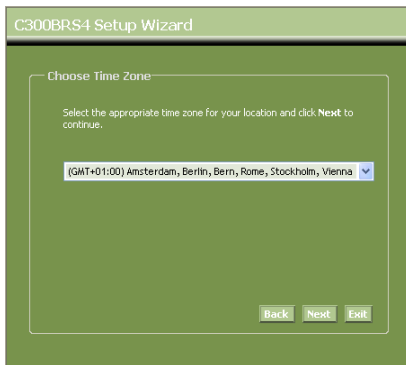 C300BRS4 Setup Wizard
Choose Time Zone
Select the appropriate time zone for your location and click Next to
continue.
(GMT+01:00) Amsterdam, Berlin, Bern, Rome, Stockholm, Vienna
Back Next Exit